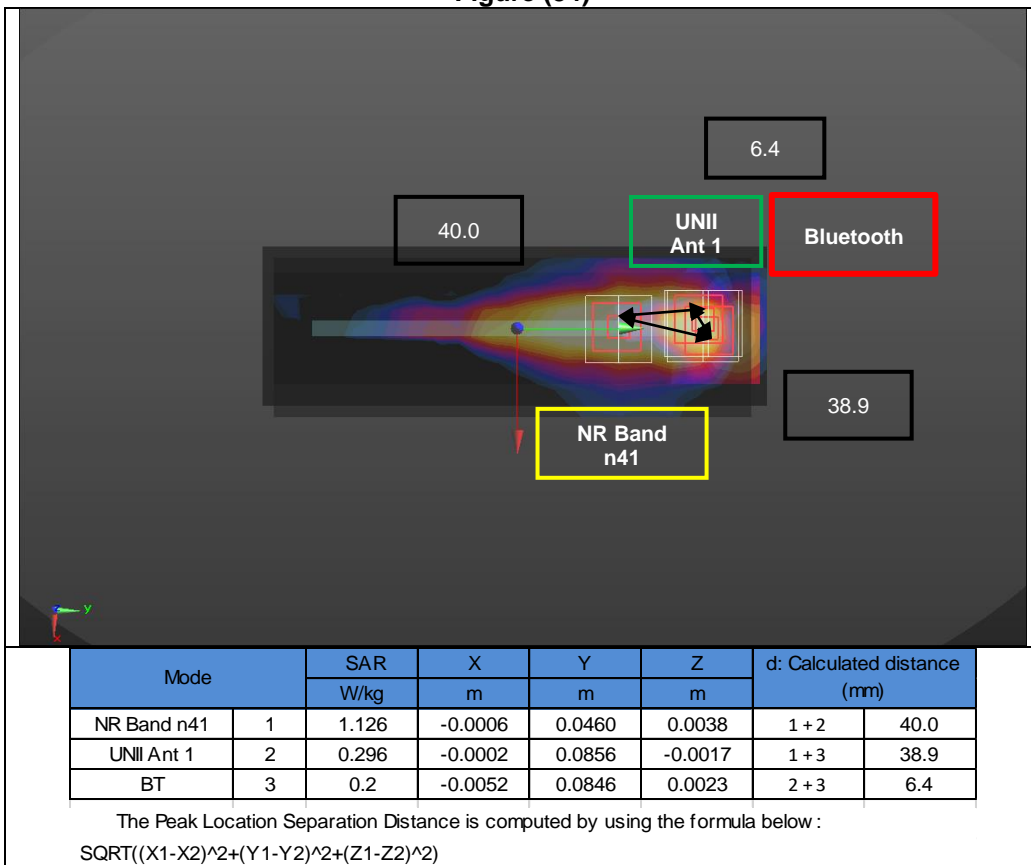 6.4
40.0
UNII
Ant 1
Bluetooth
38.9
NR Band
n41
Y
X
Mode SAR X Y Z d: Calculated distance
W/kg m m m (mm)
NR Band n41 1 1.126 -0.0006 0.0460 0.0038 1 + 2 40.0
UNII Ant 1 2 0.296 -0.0002 0.0856 -0.0017 1 + 3 38.9
BT 3 0.2 -0.0052 0.0846 0.0023 2 + 3 6.4
The Peak Location Separation Distance is computed by using the formula below :
SQRT((X1-X2)^2+(Y1-Y2)^2+(Z1-Z2)^2)